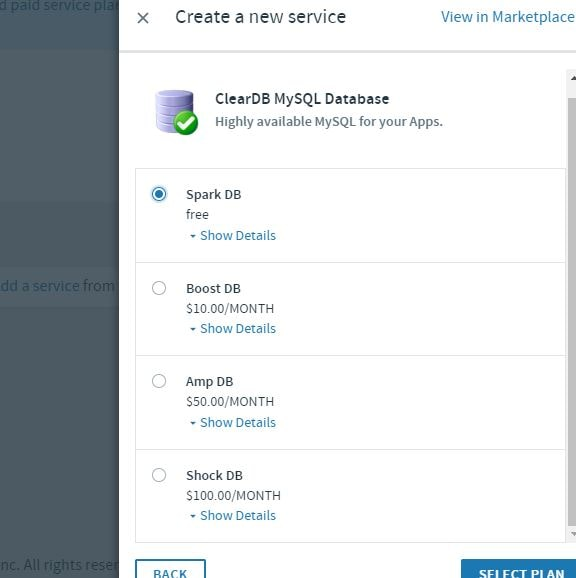 d paid service plan
Create a new service
View in Marketplace
ClearDB MySQL Database
Highly available MySQL for your Apps.
Spark DB
free
Show Details
Boost DB
$10.00/MONTH
Show Details
dd a service from
Amp DB
$50.00/MONTH
Show Details
Shock DB
$100.00/MONTH
Show Details
nc. All rights reser
BACK
SELECT PLAN